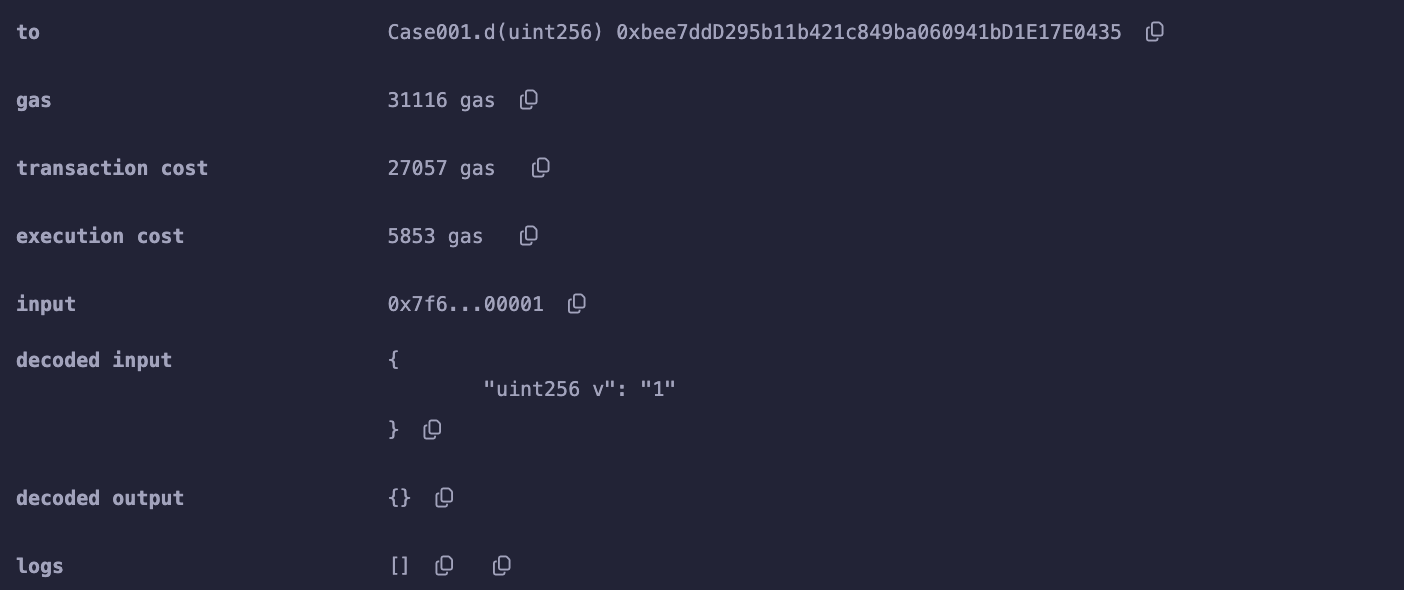 to Case001.d(uint256) 0xbee7ddD295b11b421c849ba060941bD1E17E0435
gas 31116 gas
transaction cost 27057 gas
execution cost 5853 gas
input 0x7f6...00001
decoded input {
"uint256 v": "1"
}
decoded output {}
logs []